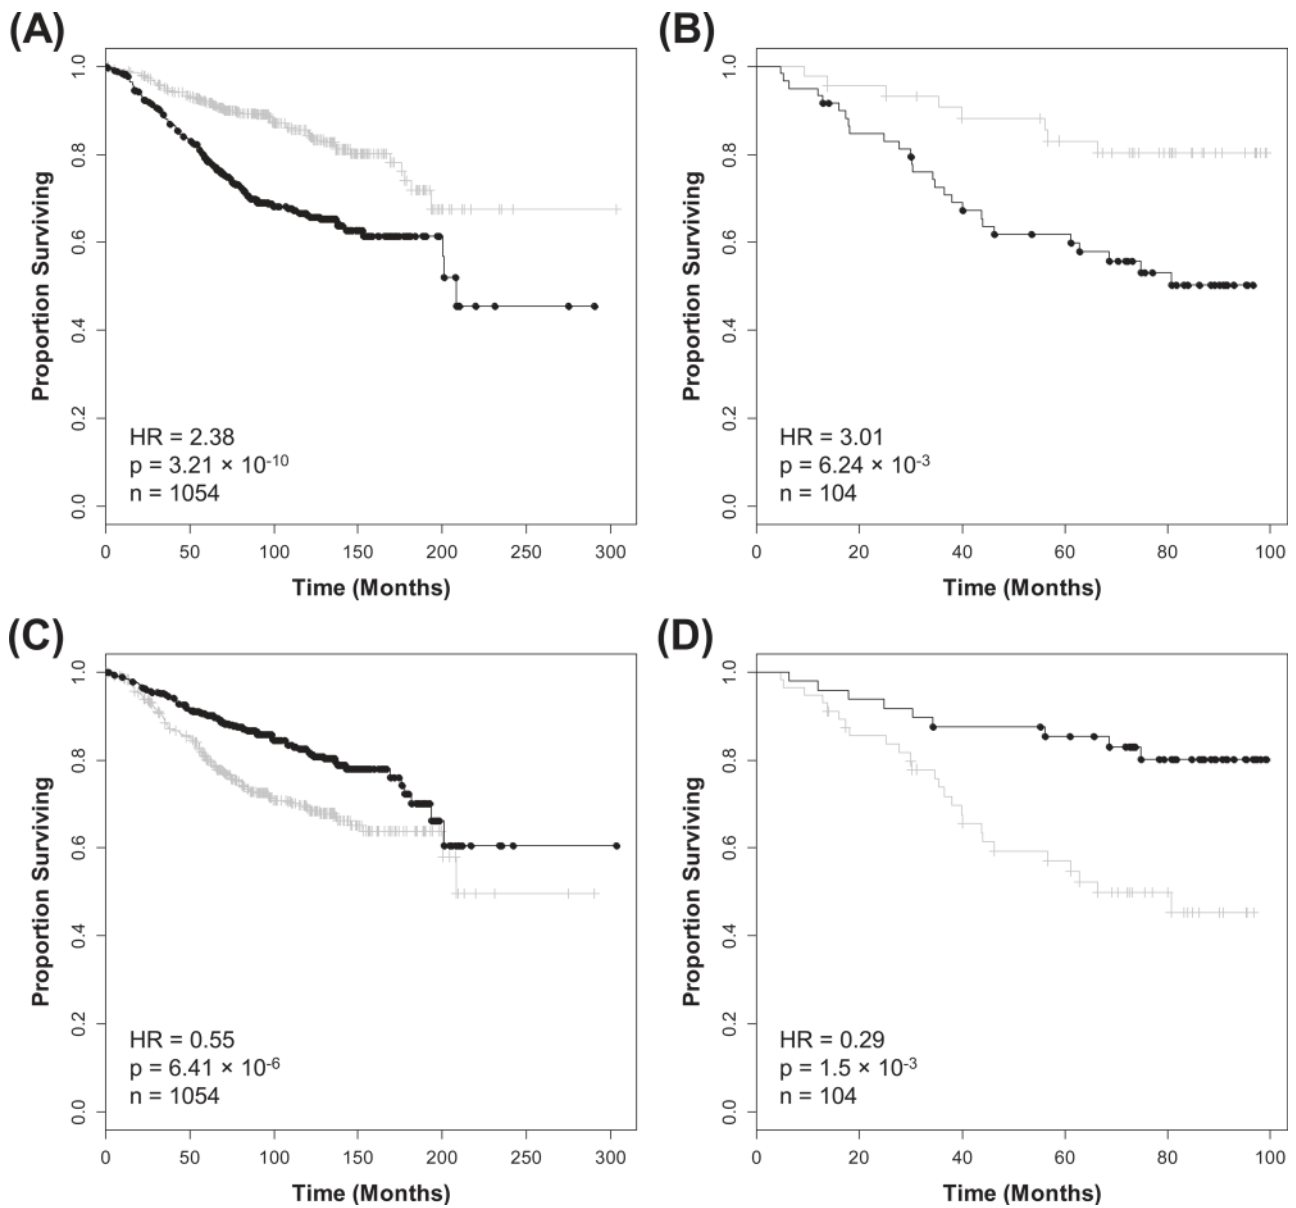 (A)
Proportion Surviving
1.0
0.8
0.6
0.4
0.2
0.0
HR = 2.38
p = 3.21 × 10⁻¹⁰
n = 1054
0 50 100 150 200 250 300
Time (Months)
(B)
Proportion Surviving
1.0
0.8
0.6
0.4
0.2
0.0
HR = 3.01
p = 6.24 × 10⁻³
n = 104
0 20 40 60 80 100
Time (Months)
(C)
Proportion Surviving
1.0
0.8
0.6
0.4
0.2
0.0
HR = 0.55
p = 6.41 × 10⁻⁶
n = 1054
0 50 100 150 200 250 300
Time (Months)
(D)
Proportion Surviving
1.0
0.8
0.6
0.4
0.2
0.0
HR = 0.29
p = 1.5 × 10⁻³
n = 104
0 20 40 60 80 100
Time (Months)